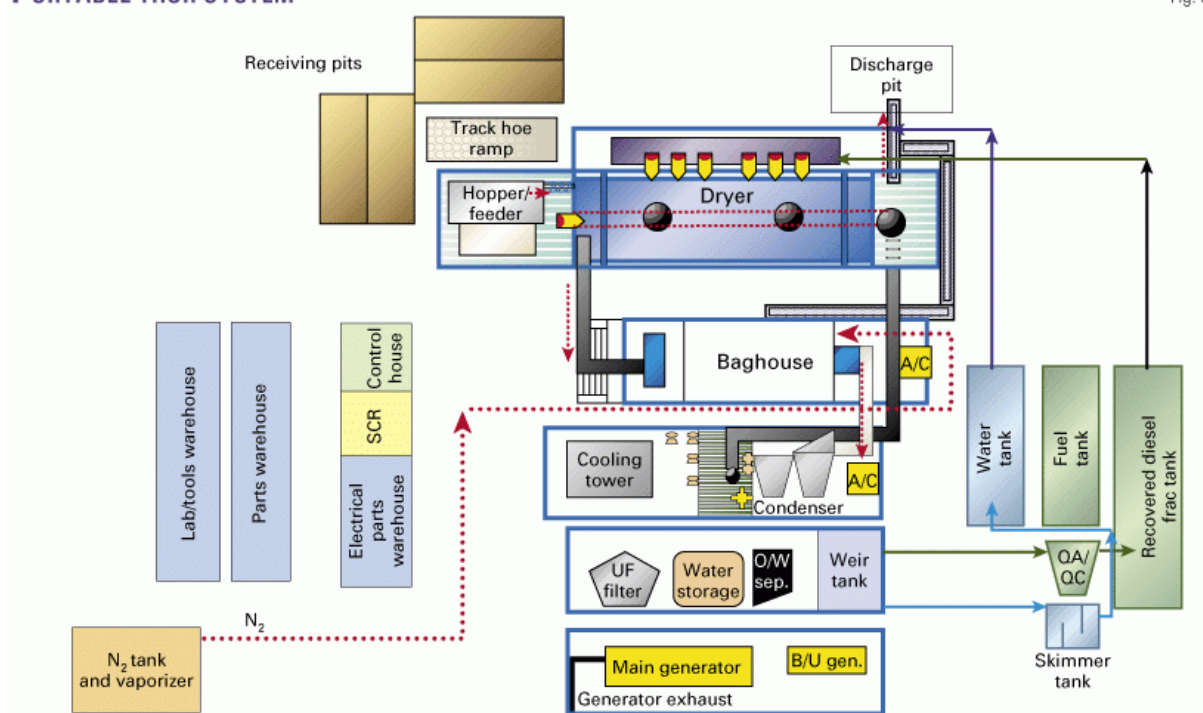 Receiving pits
Track hoe
ramp
Discharge
pit
Hopper/
feeder
Dryer
Baghouse
A/C
Lab/tools warehouse
Parts warehouse
Control
house
SCR
Electrical
parts
warehouse
Cooling
tower
Condenser
A/C
Water
tank
Fuel
tank
Recovered diesel
frac tank
UF
filter
Water
storage
O/W
sep.
Weir
tank
QA/
QC
Skimmer
tank
N2
N2 tank
and vaporizer
Main generator
B/U gen.
Generator exhaust